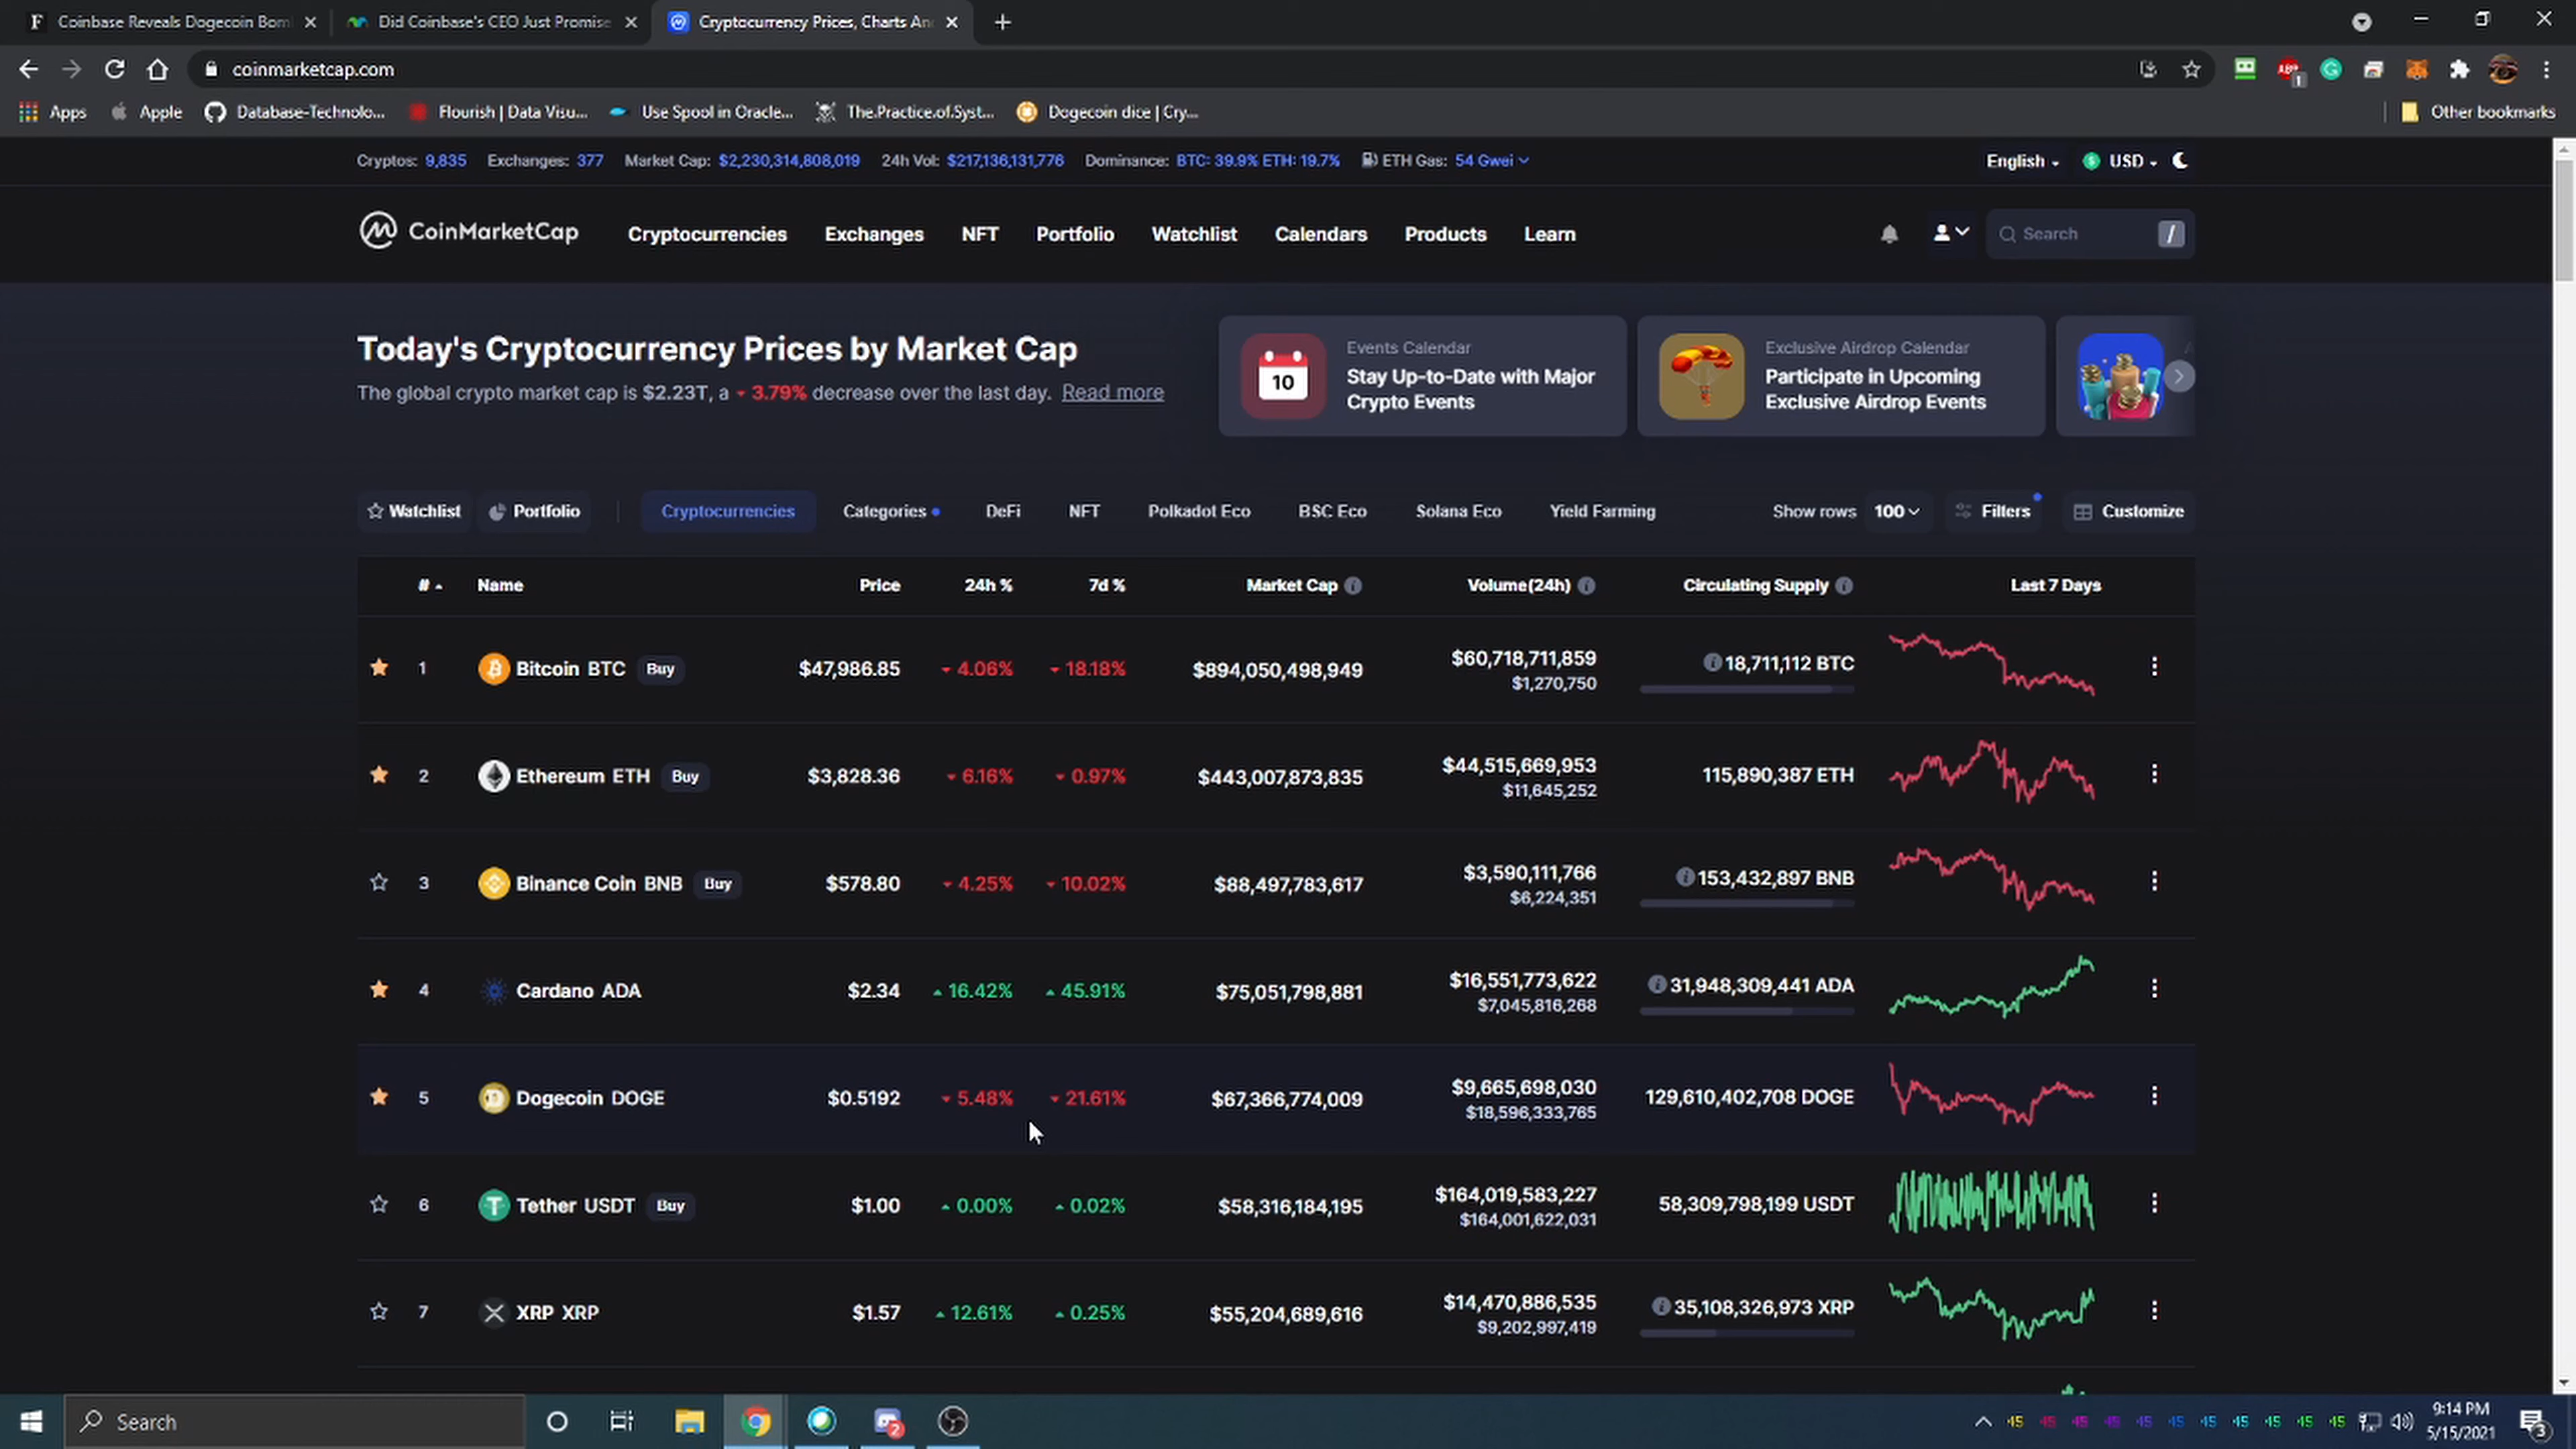 Coinbase Reveals Dogecoin Bom
Did Coinbase's CEO Just Promise
Cryptocurrency Prices, Charts An
coinmarketcap.com
ABP 1
Apps Apple Database-Technolo... Flourish | Data Visu... Use Spool in Oracle... The.Practice.of.Syst... Dogecoin dice | Cry... Other bookmarks
Cryptos: 9,835 Exchanges: 377 Market Cap: $2,230,314,808,019 24h Vol: $217,136,131,776 Dominance: BTC: 39.9% ETH: 19.7% ETH Gas: 54 Gwei English USD
CoinMarketCap Cryptocurrencies Exchanges NFT Portfolio Watchlist Calendars Products Learn Search /
Today's Cryptocurrency Prices by Market Cap
The global crypto market cap is $2.23T, a 3.79% decrease over the last day. Read more
10
Events Calendar
Stay Up-to-Date with Major
Crypto Events
Exclusive Airdrop Calendar
Participate in Upcoming
Exclusive Airdrop Events
Watchlist Portfolio Cryptocurrencies Categories DeFi NFT Polkadot Eco BSC Eco Solana Eco Yield Farming Show rows 100 Filters Customize
# Name Price 24h % 7d % Market Cap Volume(24h) Circulating Supply Last 7 Days
1 Bitcoin BTC Buy $47,986.85 4.06% 18.18% $894,050,498,949 $60,718,711,859 18,711,112 BTC
$1,270,750
2 Ethereum ETH Buy $3,828.36 6.16% 0.97% $443,007,873,835 $44,515,669,953 115,890,387 ETH
$11,645,252
3 Binance Coin BNB Buy $578.80 4.25% 10.02% $88,497,783,617 $3,590,111,766 153,432,897 BNB
$6,224,351
4 Cardano ADA $2.34 16.42% 45.91% $75,051,798,881 $16,551,773,622 31,948,309,441 ADA
$7,045,816,268
5 Dogecoin DOGE $0.5192 5.48% 21.61% $67,366,774,009 $9,665,698,030 129,610,402,708 DOGE
$18,596,333,765
6 Tether USDT Buy $1.00 0.00% 0.02% $58,316,184,195 $164,019,583,227 58,309,798,199 USDT
$164,001,622,031
7 XRP XRP $1.57 12.61% 0.25% $55,204,689,616 $14,470,886,535 35,108,326,973 XRP
$9,202,997,419
Search 2 45 45 45 45 45 45 45 45 45 45 45 9:14 PM
5/15/2021 3